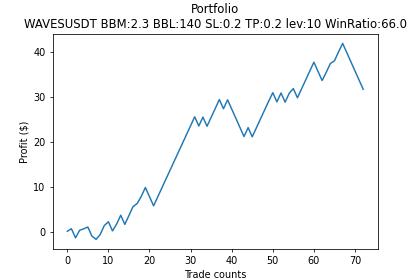 Portfolio
WAVESUSDT BBM:2.3 BBL:140 SL:0.2 TP:0.2 lev:10 WinRatio:66.0
40
30
20
10
0
Profit ($)
0 10 20 30 40 50 60 70
Trade counts